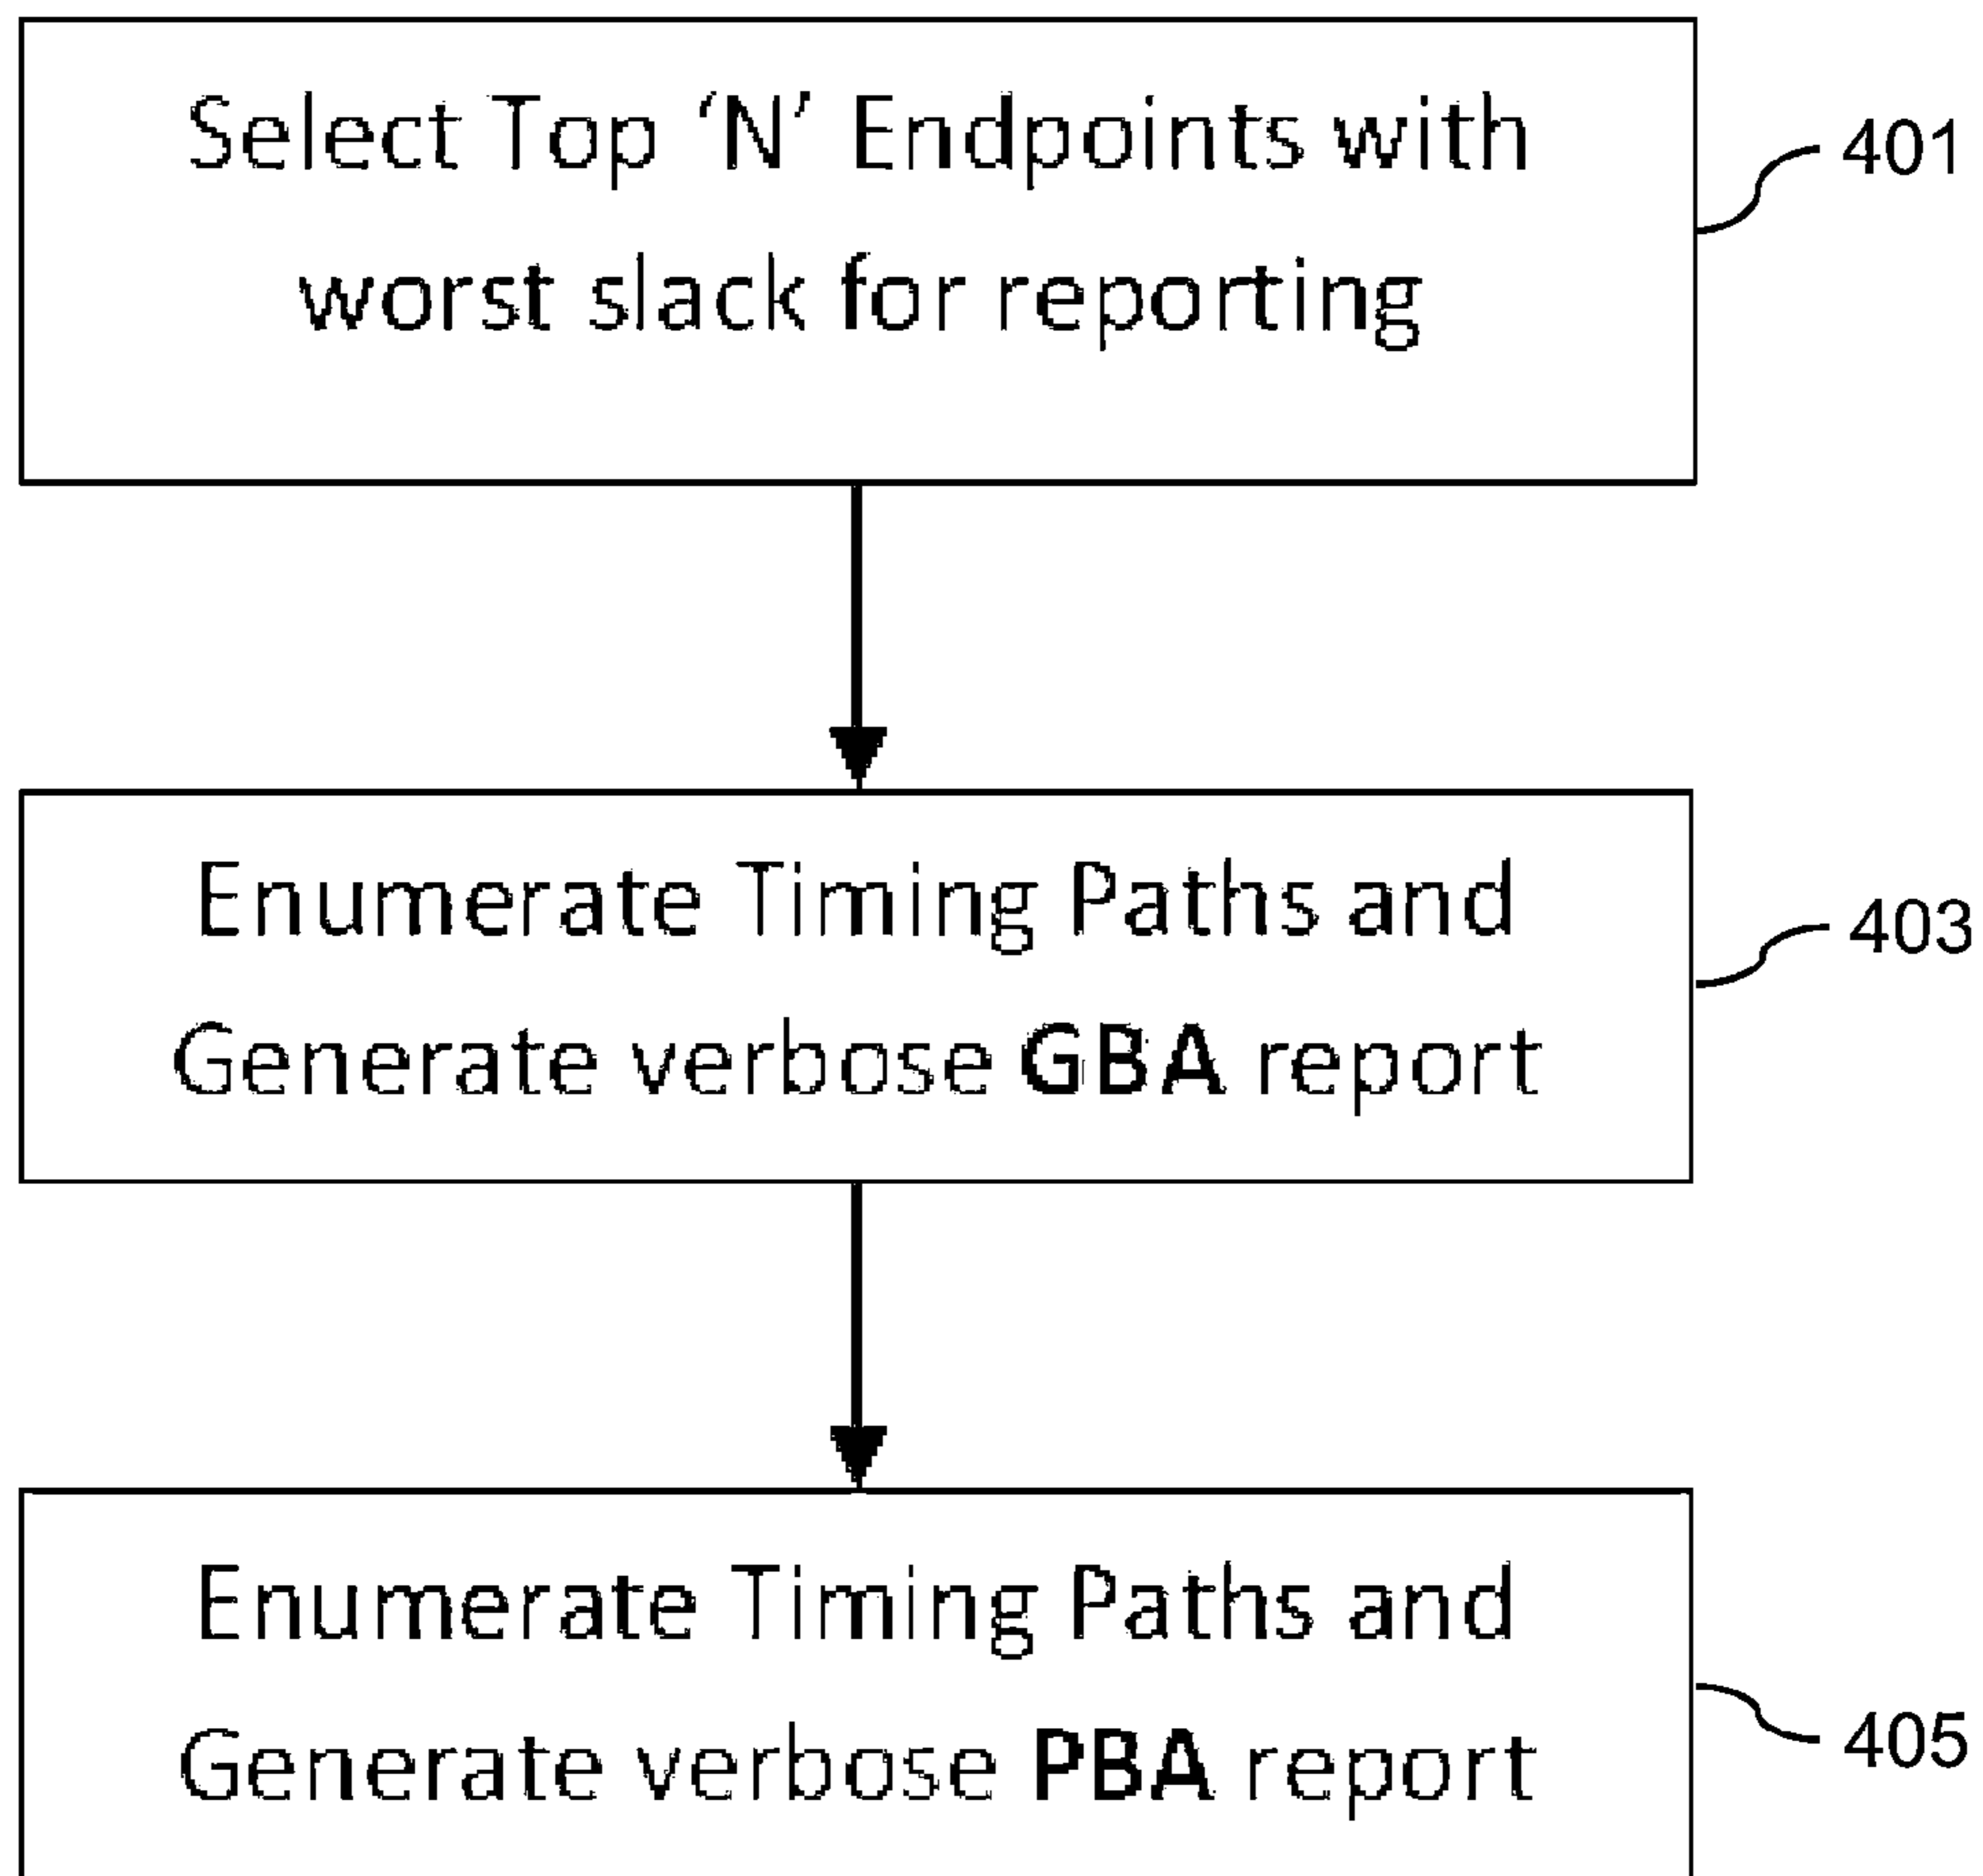 Select Top ‘N’ Endpoints with
worst slack for reporting
401
Enumerate Timing Paths and
Generate verbose GBA report
403
Enumerate Timing Paths and
Generate verbose PBA report
405